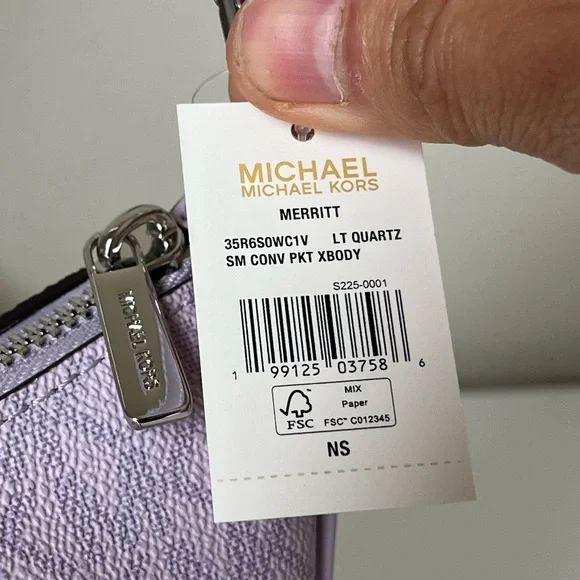 MICHAEL
MICHAEL KORS
MERRITT
35R6S0WC1V LT QUARTZ
SM CONV PKT XBODY
S225-0001
1 99125 03758 6
FSC
MIX
Paper
FSC™ C012345
NS
MICHAEL KORS